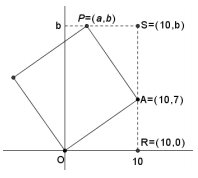 P=(a,b)
b S=(10,b)
A=(10,7)
R=(10,0)
O 10